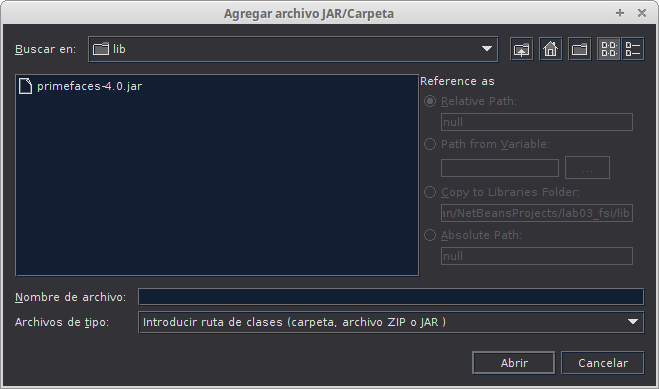 Agregar archivo JAR/Carpeta
Buscar en: lib
primefaces-4.0.jar
Reference as
Relative Path:
null
Path from Variable:
...
Copy to Libraries Folder:
ın/NetBeansProjects/lab03_fsi/lib
Absolute Path:
null
Nombre de archivo:
Archivos de tipo: Introducir ruta de clases (carpeta, archivo ZIP o JAR )
Abrir Cancelar